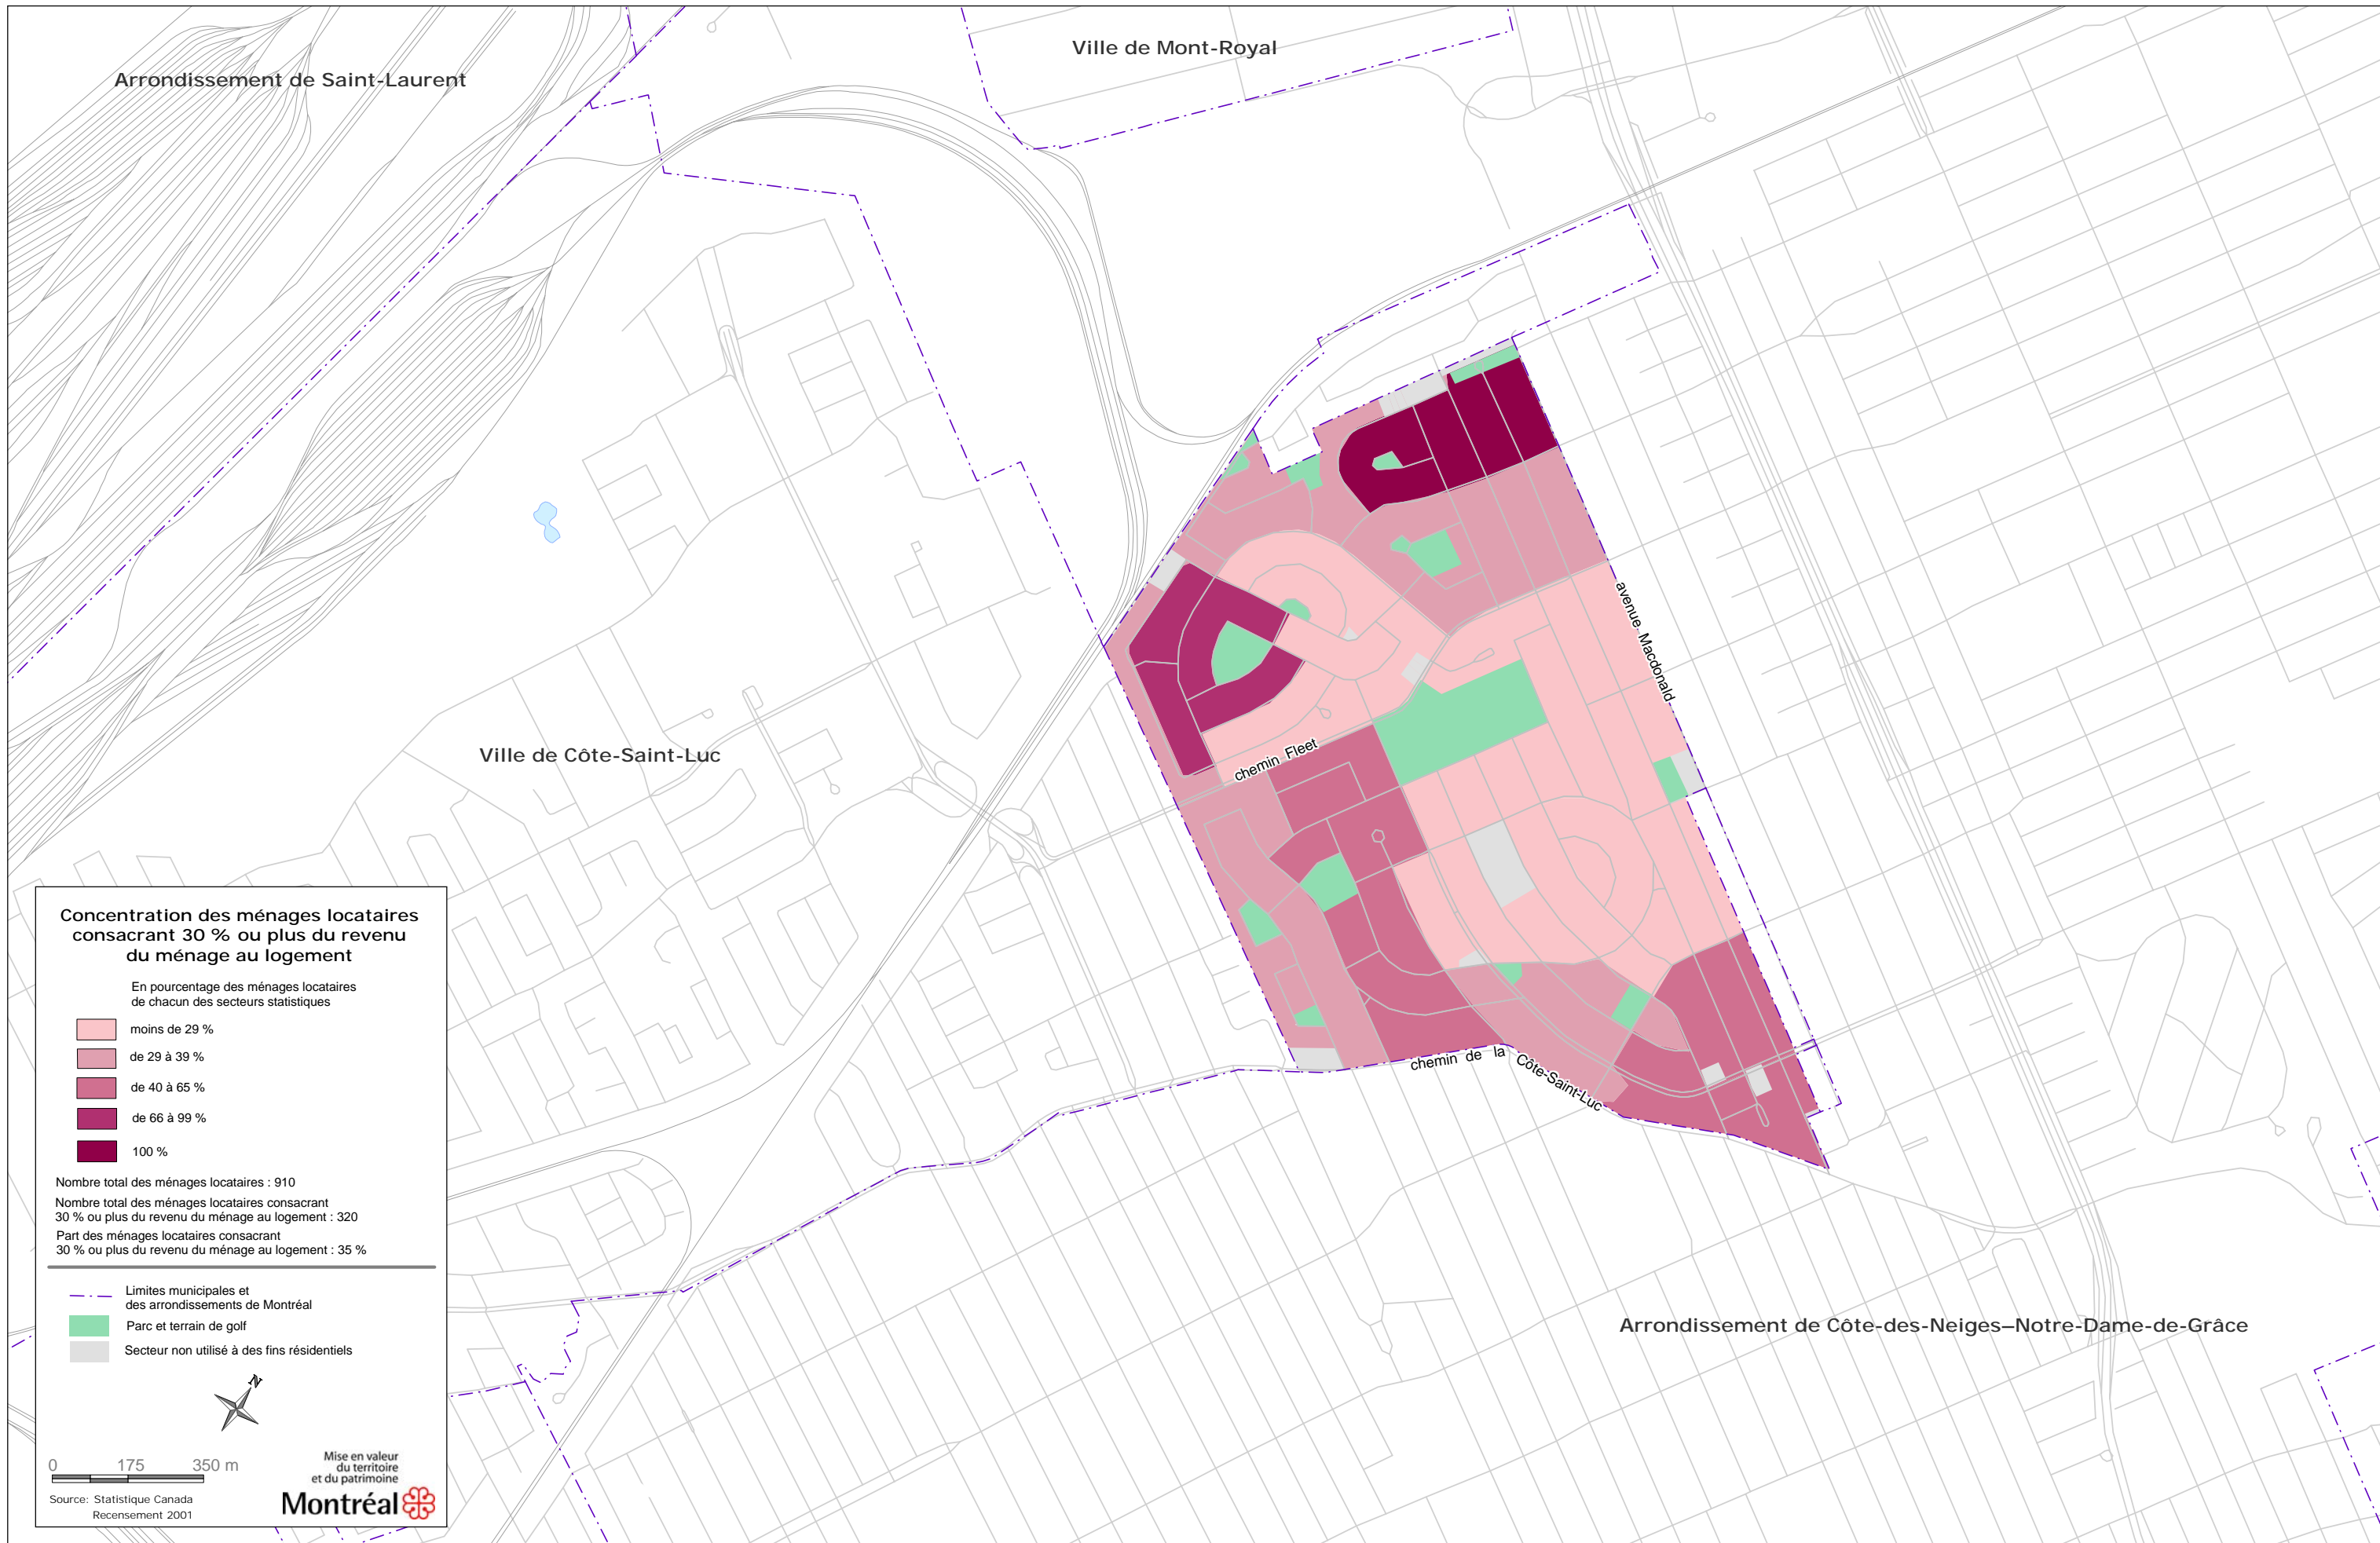 Arrondissement de Saint-Laurent
Ville de Mont-Royal
avenue Macdonald
Ville de Côte-Saint-Luc
chemin Fleet
chemin de la Côte-Saint-Luc
Arrondissement de Côte-des-Neiges–Notre-Dame-de-Grâce
Concentration des ménages locataires
consacrant 30 % ou plus du revenu
du ménage au logement
En pourcentage des ménages locataires
de chacun des secteurs statistiques
moins de 29 %
de 29 à 39 %
de 40 à 65 %
de 66 à 99 %
100 %
Nombre total des ménages locataires : 910
Nombre total des ménages locataires consacrant
30 % ou plus du revenu du ménage au logement : 320
Part des ménages locataires consacrant
30 % ou plus du revenu du ménage au logement : 35 %
Limites municipales et
des arrondissements de Montréal
Parc et terrain de golf
Secteur non utilisé à des fins résidentiels
N
0 175 350 m
Source: Statistique Canada
Recensement 2001
Mise en valeur
du territoire
et du patrimoine
Montréal